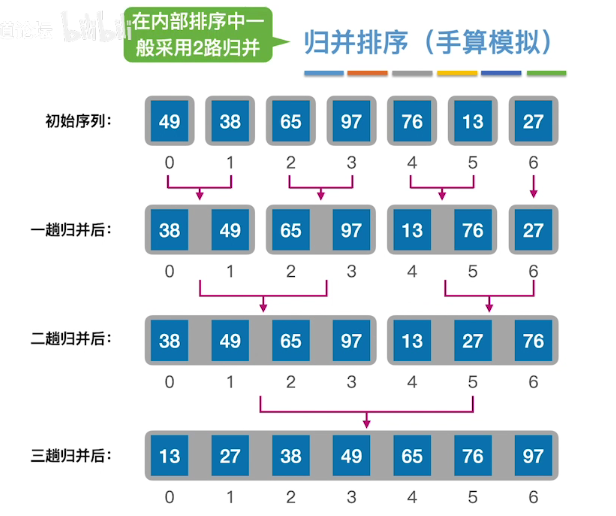 bilibili
在内部排序中一
般采用2路归并
归并排序（手算模拟）
初始序列：
49 38 65 97 76 13 27
0 1 2 3 4 5 6
一趟归并后：
38 49 65 97 13 76 27
0 1 2 3 4 5 6
二趟归并后：
38 49 65 97 13 27 76
0 1 2 3 4 5 6
三趟归并后：
13 27 38 49 65 76 97
0 1 2 3 4 5 6